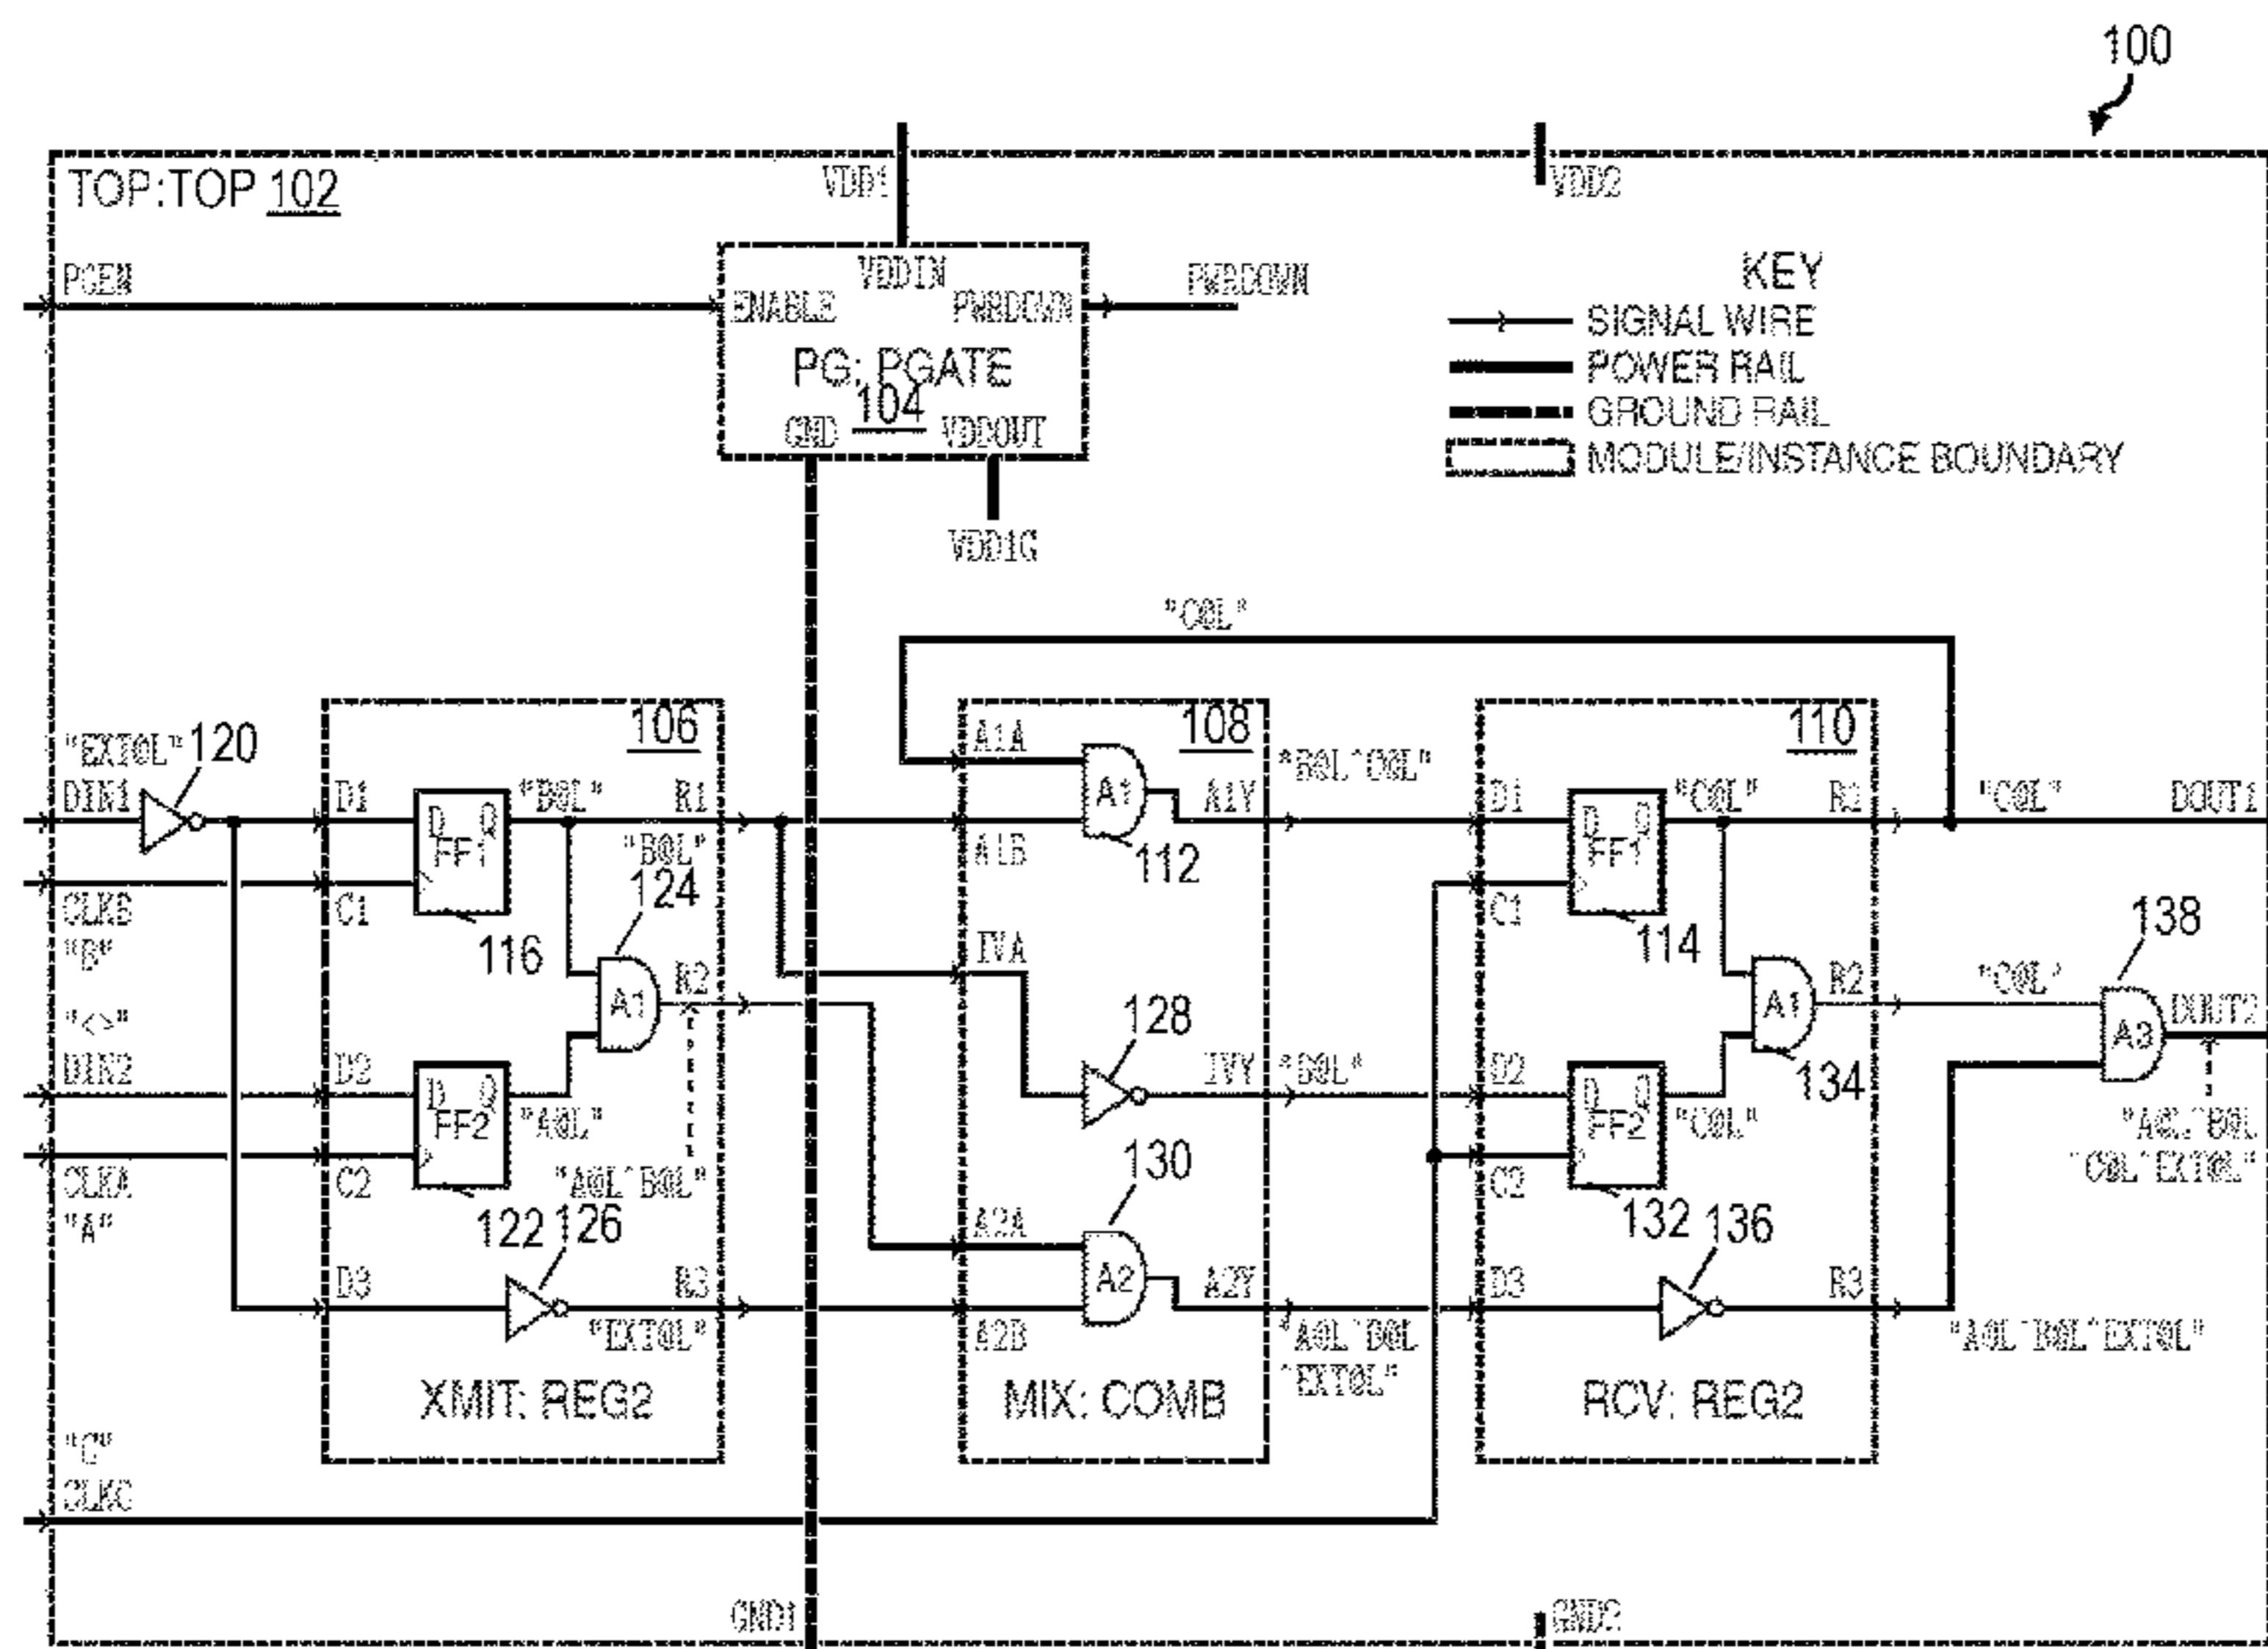 100
TOP:TOP 102
VDD1
VDD2
PGEN
VDDIN
ENABLE
PWRDOWN
PWRDOWN
PG: PGATE
104
GND
VDDOUT
VDD1G
KEY
SIGNAL WIRE
POWER RAIL
GROUND RAIL
MODULE/INSTANCE BOUNDARY
"C@L"
"EXT@L" 120
DIN1
CLKB
"B"
"<>"
DIN2
CLKA
"A"
"C"
CLKC
106
D1
D Q
FF1
C1
116
"B@L"
R1
"B@L"
124
A1
R2
D2
D Q
FF2
C2
122
"A@L"
"A@L^B@L"
126
D3
R3
"EXT@L"
XMIT: REG2
108
A1A
A1
A1B
A1Y
112
IVA
128
IVY
130
A2A
A2
A2Y
A2B
MIX: COMB
"B@L^C@L"
"B@L"
"A@L^B@L
^EXT@L"
110
D1
D Q
FF1
C1
114
"C@L"
A1
R2
134
D2
D Q
FF2
C2
132
"C@L"
136
D3
R3
RCV: REG2
"C@L"
DOUT1
"C@L"
138
A3
DOUT2
"A@L^B@L
^C@L^EXT@L"
"A@L^B@L^EXT@L"
GND1
GND2